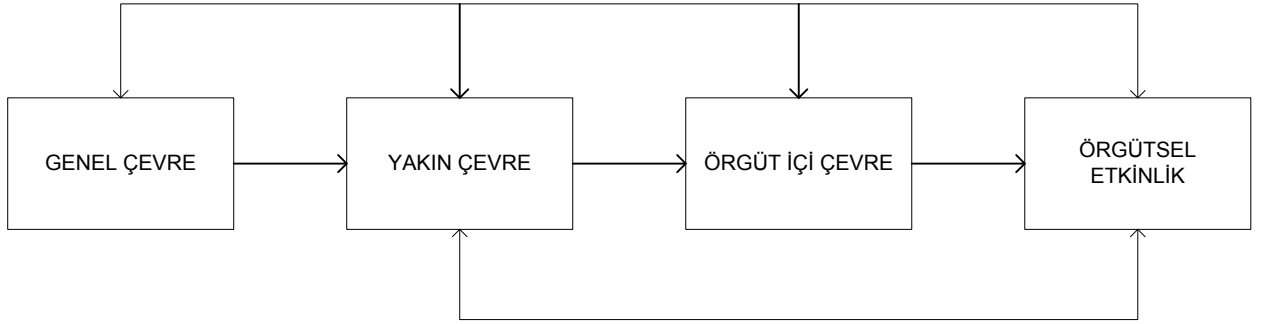 GENEL ÇEVRE
YAKIN ÇEVRE
ÖRGÜT İÇİ ÇEVRE
ÖRGÜTSEL
ETKİNLİK